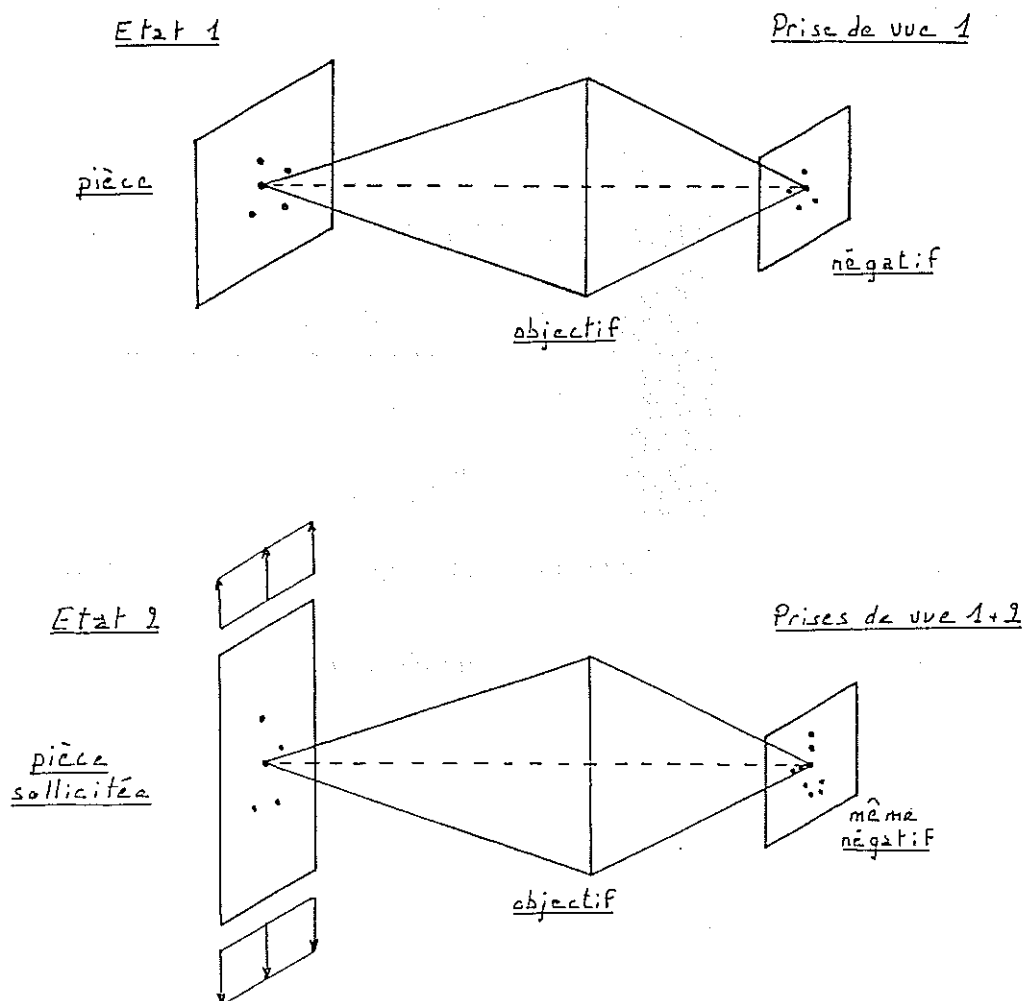 Etat 1
Prise de vue 1
pièce
négatif
objectif
Etat 2
Prises de vue 1+2
pièce
sollicitée
même
négatif
objectif